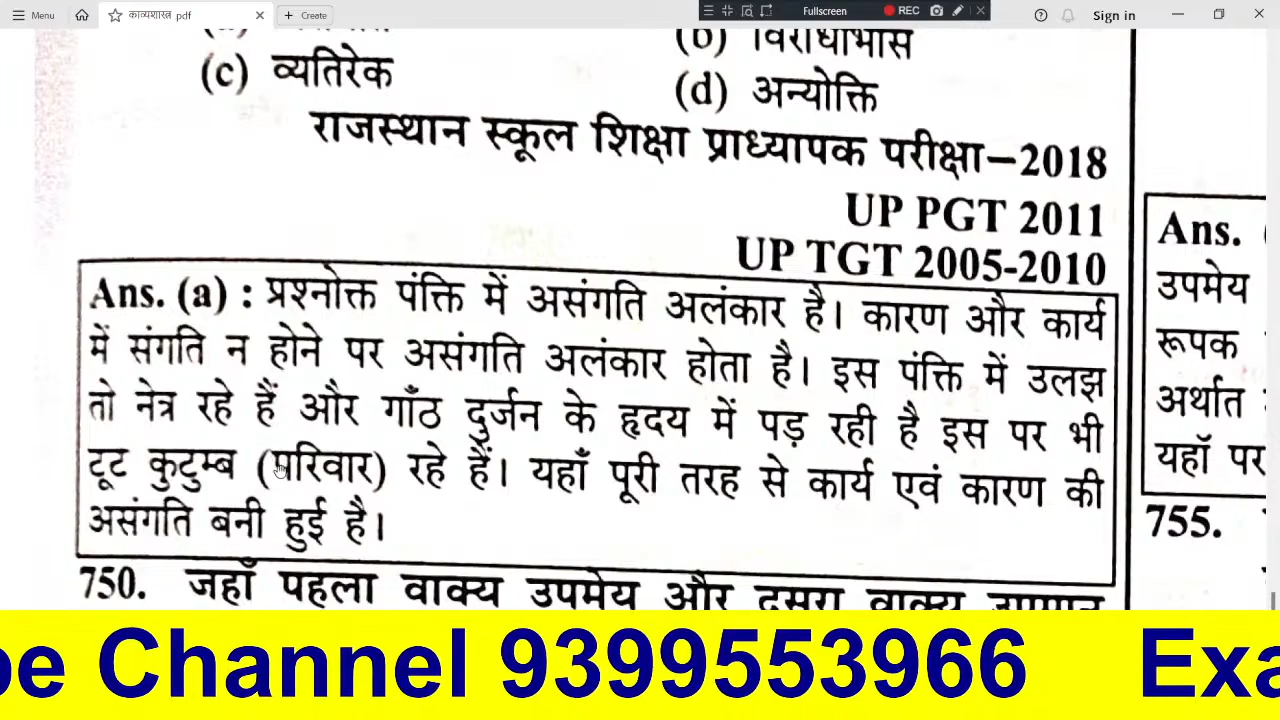 Menu
काव्यशास्त्र pdf
Create
Fullscreen
REC
Sign in
(b) विरोधाभास
(c) व्यतिरेक
(d) अन्योक्ति
राजस्थान स्कूल शिक्षा प्राध्यापक परीक्षा–2018
UP PGT 2011
UP TGT 2005-2010
Ans. (a) : प्रश्नोक्त पंक्ति में असंगति अलंकार है। कारण और कार्य
में संगति न होने पर असंगति अलंकार होता है। इस पंक्ति में उलझ
तो नेत्र रहे हैं और गाँठ दुर्जन के हृदय में पड़ रही है इस पर भी
टूट कुटुम्ब (परिवार) रहे हैं। यहाँ पूरी तरह से कार्य एवं कारण की
असंगति बनी हुई है।
750. जहाँ पहला वाक्य उपमेय और दूसरा वाक्य उपमान
Ans.
उपमेय
रूपक
अर्थात
यहाँ पर
755.
be Channel 9399553966 Exa